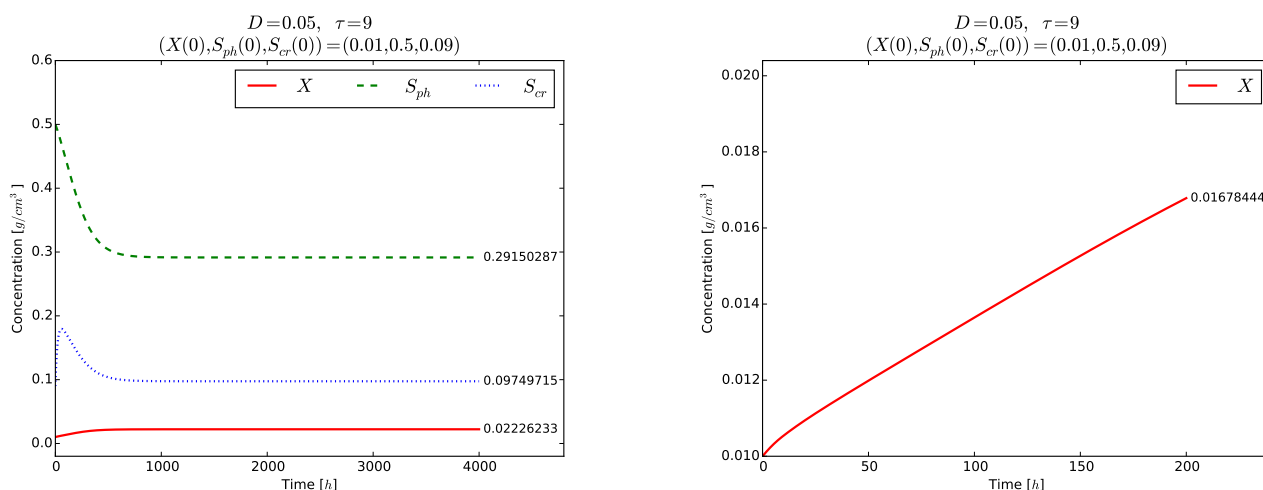 D=0.05, τ=9
(X(0),S_ph(0),S_cr(0))=(0.01,0.5,0.09)
0.6
X S_ph S_cr
0.5
0.4
0.3
0.29150287
0.2
0.1
0.09749715
0.02226233
0.0
0 1000 2000 3000 4000
Time [h]
Concentration [g/cm³]
D=0.05, τ=9
(X(0),S_ph(0),S_cr(0))=(0.01,0.5,0.09)
0.020
X
0.018
0.01678444
0.016
0.014
0.012
0.010
0 50 100 150 200
Time [h]
Concentration [g/cm³]